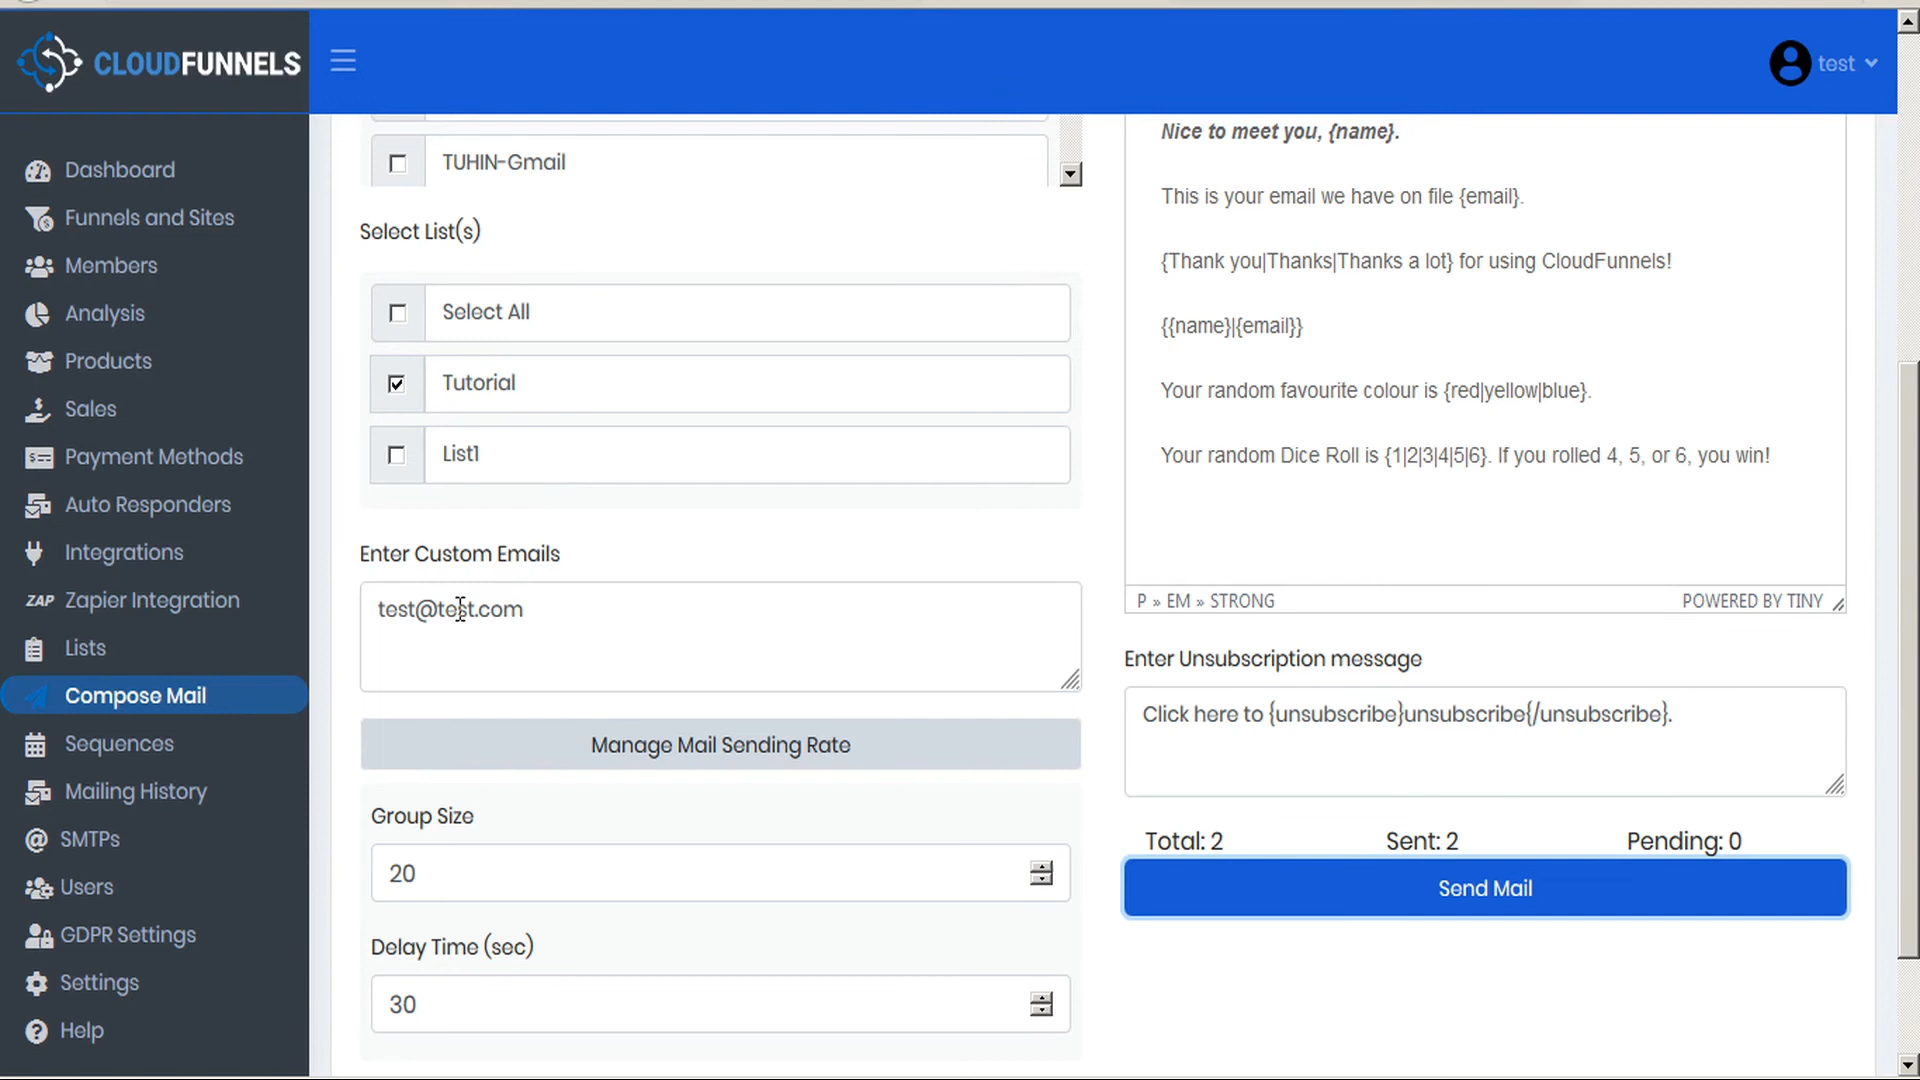 CLOUDFUNNELS
test
Dashboard
Funnels and Sites
Members
Analysis
Products
Sales
Payment Methods
Auto Responders
Integrations
ZAP Zapier Integration
Lists
Compose Mail
Sequences
Mailing History
SMTPs
Users
GDPR Settings
Settings
Help
TUHIN-Gmail
Select List(s)
Select All
Tutorial
List1
Enter Custom Emails
test@test.com
Manage Mail Sending Rate
Group Size
20
Delay Time (sec)
30
Nice to meet you, {name}.
This is your email we have on file {email}.
{Thank you|Thanks|Thanks a lot} for using CloudFunnels!
{{name}|{email}}
Your random favourite colour is {red|yellow|blue}.
Your random Dice Roll is {1|2|3|4|5|6}. If you rolled 4, 5, or 6, you win!
P » EM » STRONG
POWERED BY TINY
Enter Unsubscription message
Click here to {unsubscribe}unsubscribe{/unsubscribe}.
Total: 2 Sent: 2 Pending: 0
Send Mail